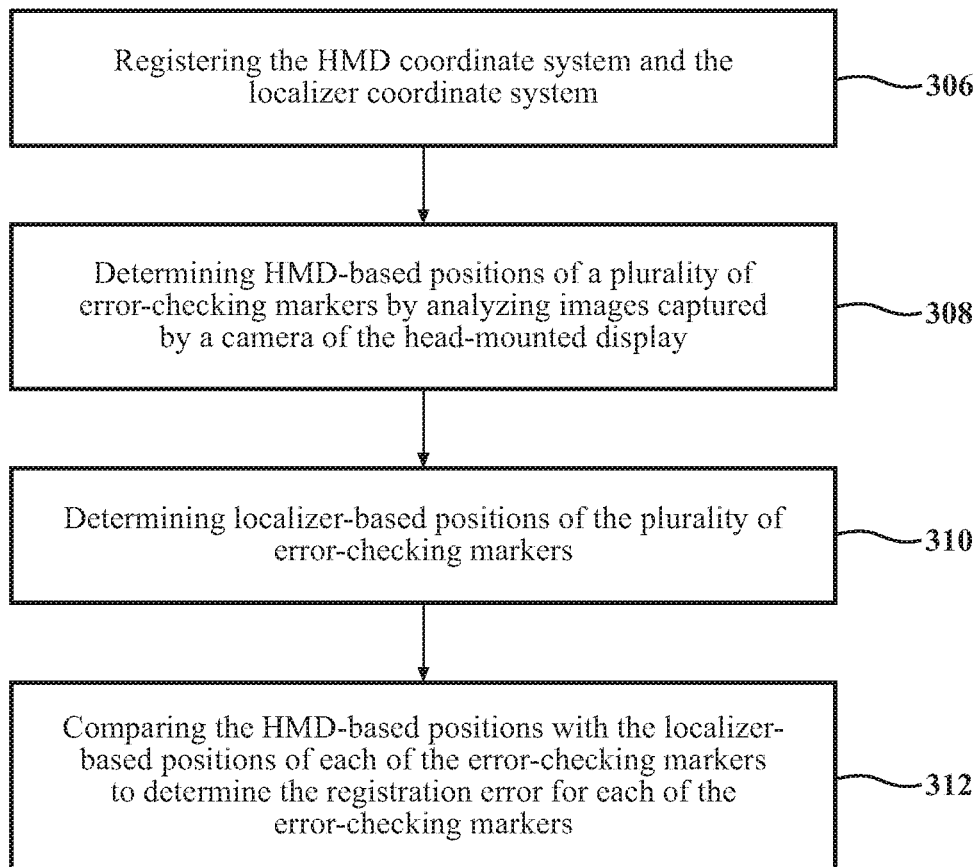 Registering the HMD coordinate system and the
localizer coordinate system
306
Determining HMD-based positions of a plurality of
error-checking markers by analyzing images captured
by a camera of the head-mounted display
308
Determining localizer-based positions of the plurality of
error-checking markers
310
Comparing the HMD-based positions with the localizer-
based positions of each of the error-checking markers
to determine the registration error for each of the
error-checking markers
312